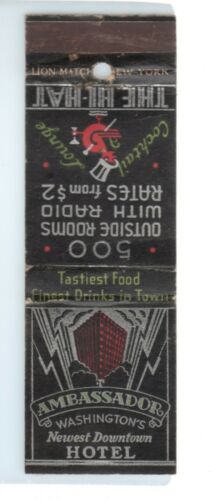 LION MATCH NEW YORK
THE HI-HAT
Cocktail Lounge
500
OUTSIDE ROOMS
WITH RADIO
RATES from $2
Tastiest Food
Finest Drinks in Town
AMBASSADOR
WASHINGTON'S
Newest Downtown
HOTEL